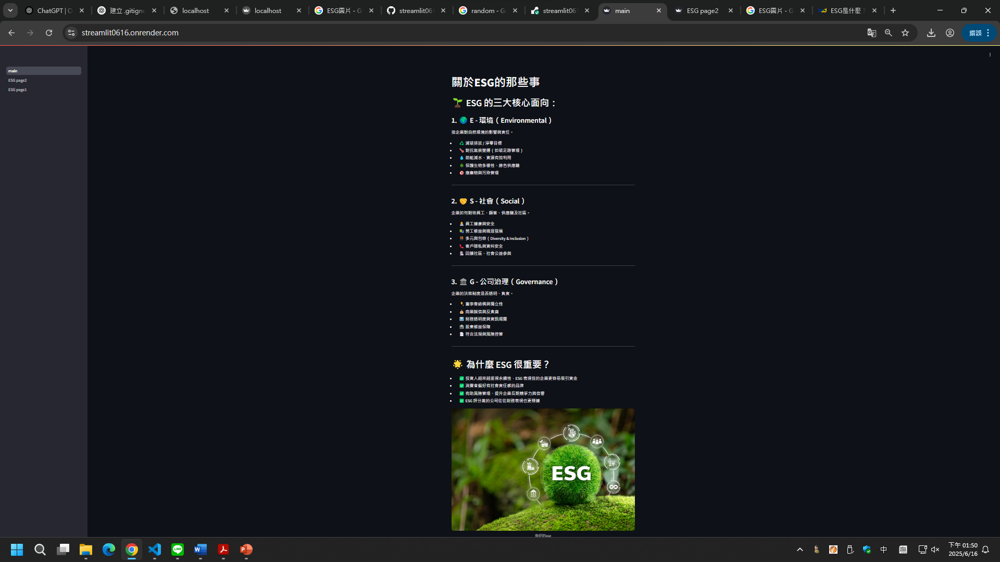 ChatGPT | O
建立 .gitigno
localhost
localhost
ESG圖片 - G
streamlit061
random - Go
streamlit061
main
ESG page2
ESG圖片 - G
ESG是什麼？
streamlit0616.onrender.com
錯誤
main
ESG page2
ESG page1
關於ESG的那些事
ESG 的三大核心面向：
1. 🌍 E - 環境（Environmental）
指企業對自然環境的影響與責任。
減碳排放 / 淨零目標
對抗氣候變遷（如碳足跡管理）
節能減水、資源有效利用
保護生物多樣性、綠色供應鏈
廢棄物與污染管理
2. 🤝 S - 社會（Social）
企業如何對待員工、顧客、供應鏈及社區。
員工健康與安全
勞工權益與職涯發展
多元與包容（Diversity & Inclusion）
客戶隱私與資料安全
回饋社區、社會公益參與
3. 🏛 G - 公司治理（Governance）
企業的決策制度是否透明、負責。
董事會結構與獨立性
商業誠信與反貪腐
財務透明度與資訊揭露
股東權益保障
符合法規與風險控管
為什麼 ESG 很重要？
✅ 投資人越來越重視永續性，ESG 表現佳的企業更容易吸引資金
✅ 消費者偏好有社會責任感的品牌
✅ 有助風險管理、提升企業長期競爭力與信譽
✅ ESG 評分高的公司往往財務表現也更穩健
ESG
美好的esg
中
下午 01:50
2025/6/16